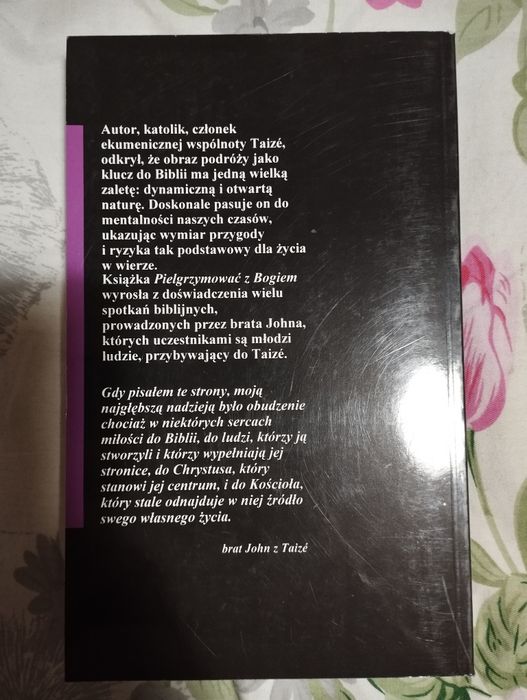 Autor, katolik, członek
ekumenicznej wspólnoty Taizé,
odkrył, że obraz podróży jako
klucz do Biblii ma jedną wielką
zaletę: dynamiczną i otwartą
naturę. Doskonale pasuje on do
mentalności naszych czasów,
ukazując wymiar przygody
i ryzyka tak podstawowy dla życia
w wierze.
Książka Pielgrzymować z Bogiem
wyrosła z doświadczenia wielu
spotkań biblijnych,
prowadzonych przez brata Johna,
których uczestnikami są młodzi
ludzie, przybywający do Taizé.
Gdy pisałem te strony, moją
najgłębszą nadzieją było obudzenie
chociaż w niektórych sercach
miłości do Biblii, do ludzi, którzy ją
stworzyli i którzy wypełniają jej
stronice, do Chrystusa, który
stanowi jej centrum, i do Kościoła,
który stale odnajduje w niej źródło
swego własnego życia.
brat John z Taizé